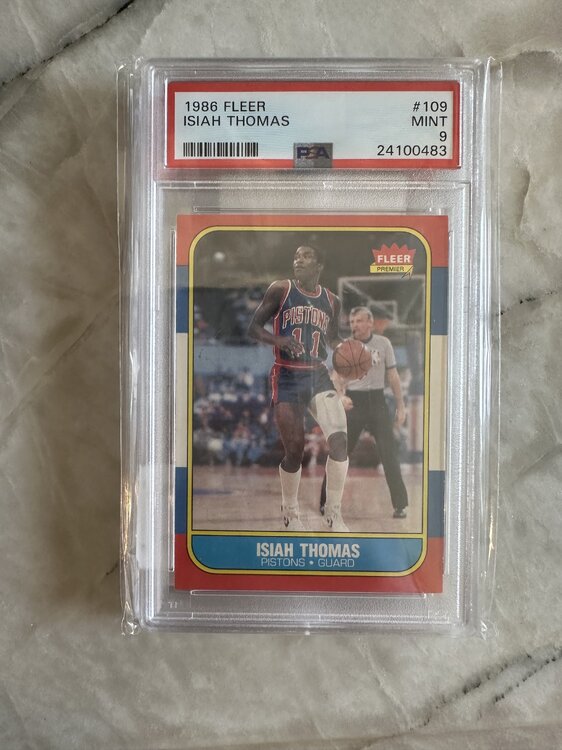 1986 FLEER #109
ISIAH THOMAS MINT
9
PSA 24100483
FLEER
PREMIER
PISTONS
11
ISIAH THOMAS
PISTONS • GUARD